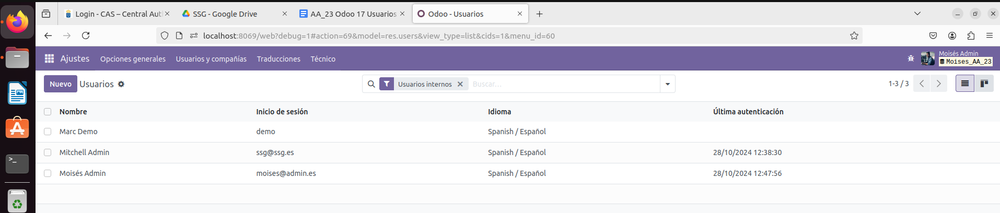 Login - CAS – Central Aut
SSG - Google Drive
AA_23 Odoo 17 Usuarios
Odoo - Usuarios
localhost:8069/web?debug=1#action=69&model=res.users&view_type=list&cids=1&menu_id=60
Ajustes Opciones generales Usuarios y compañías Traducciones Técnico
Moisés Admin
Moises_AA_23
Nuevo Usuarios
Usuarios internos Buscar...
1-3 / 3
Nombre Inicio de sesión Idioma Última autenticación
Marc Demo demo Spanish / Español
Mitchell Admin ssg@ssg.es Spanish / Español 28/10/2024 12:38:30
Moisés Admin moises@admin.es Spanish / Español 28/10/2024 12:47:56